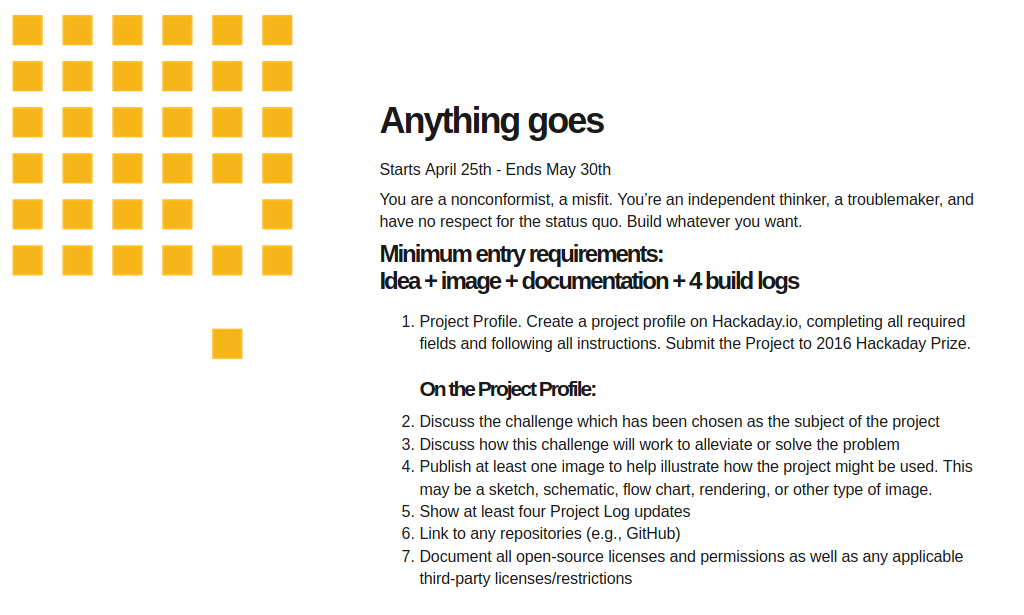 Anything goes
Starts April 25th - Ends May 30th
You are a nonconformist, a misfit. You’re an independent thinker, a troublemaker, and
have no respect for the status quo. Build whatever you want.
Minimum entry requirements:
Idea + image + documentation + 4 build logs
1. Project Profile. Create a project profile on Hackaday.io, completing all required
fields and following all instructions. Submit the Project to 2016 Hackaday Prize.
On the Project Profile:
2. Discuss the challenge which has been chosen as the subject of the project
3. Discuss how this challenge will work to alleviate or solve the problem
4. Publish at least one image to help illustrate how the project might be used. This
may be a sketch, schematic, flow chart, rendering, or other type of image.
5. Show at least four Project Log updates
6. Link to any repositories (e.g., GitHub)
7. Document all open-source licenses and permissions as well as any applicable
third-party licenses/restrictions